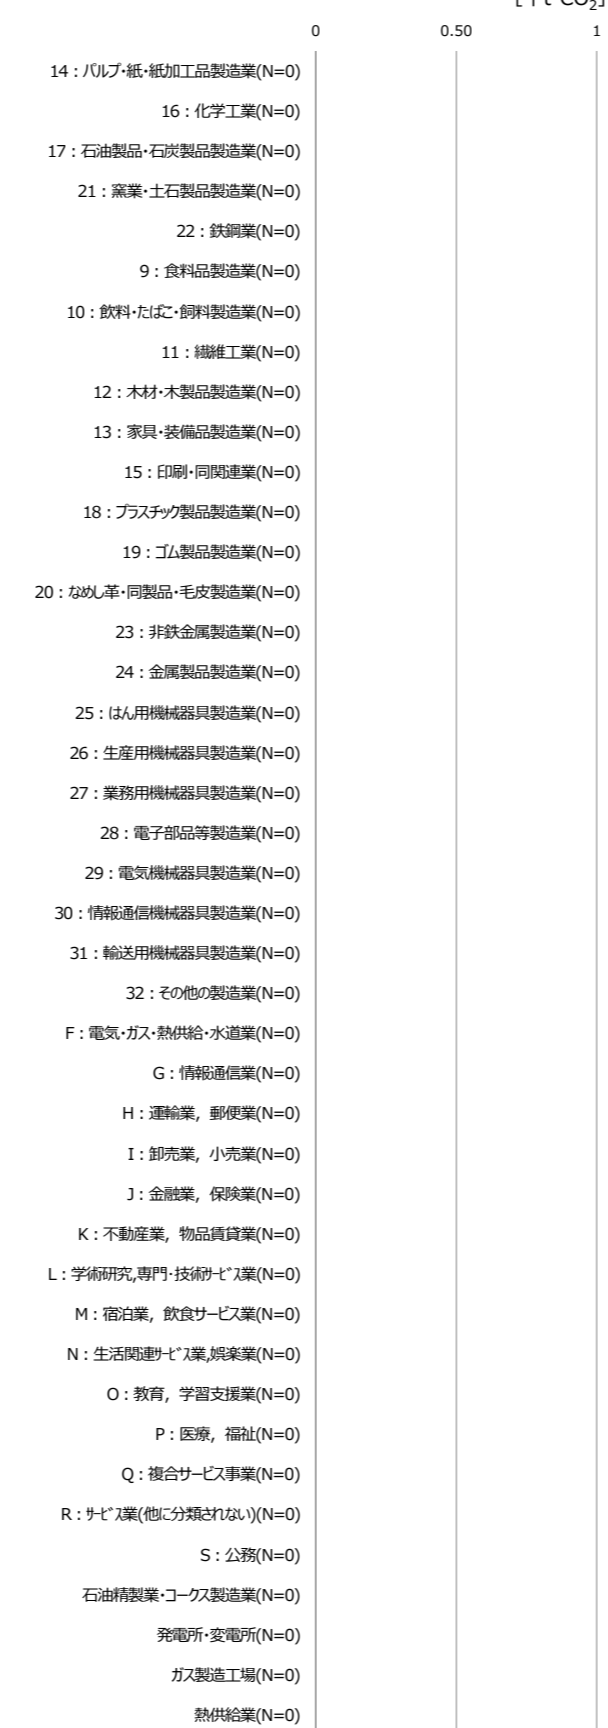 0 0.50 1
14：パルプ・紙・紙加工品製造業(N=0)
16：化学工業(N=0)
17：石油製品・石炭製品製造業(N=0)
21：窯業・土石製品製造業(N=0)
22：鉄鋼業(N=0)
9：食料品製造業(N=0)
10：飲料・たばこ・飼料製造業(N=0)
11：繊維工業(N=0)
12：木材・木製品製造業(N=0)
13：家具・装備品製造業(N=0)
15：印刷・同関連業(N=0)
18：プラスチック製品製造業(N=0)
19：ゴム製品製造業(N=0)
20：なめし革・同製品・毛皮製造業(N=0)
23：非鉄金属製造業(N=0)
24：金属製品製造業(N=0)
25：はん用機械器具製造業(N=0)
26：生産用機械器具製造業(N=0)
27：業務用機械器具製造業(N=0)
28：電子部品等製造業(N=0)
29：電気機械器具製造業(N=0)
30：情報通信機械器具製造業(N=0)
31：輸送用機械器具製造業(N=0)
32：その他の製造業(N=0)
F：電気・ガス・熱供給・水道業(N=0)
G：情報通信業(N=0)
H：運輸業，郵便業(N=0)
I：卸売業，小売業(N=0)
J：金融業，保険業(N=0)
K：不動産業，物品賃貸業(N=0)
L：学術研究,専門・技術ｻｰﾋﾞｽ業(N=0)
M：宿泊業，飲食サービス業(N=0)
N：生活関連ｻｰﾋﾞｽ業,娯楽業(N=0)
O：教育，学習支援業(N=0)
P：医療，福祉(N=0)
Q：複合サービス事業(N=0)
R：ｻｰﾋﾞｽ業(他に分類されない)(N=0)
S：公務(N=0)
石油精製業・コークス製造業(N=0)
発電所・変電所(N=0)
ガス製造工場(N=0)
熱供給業(N=0)